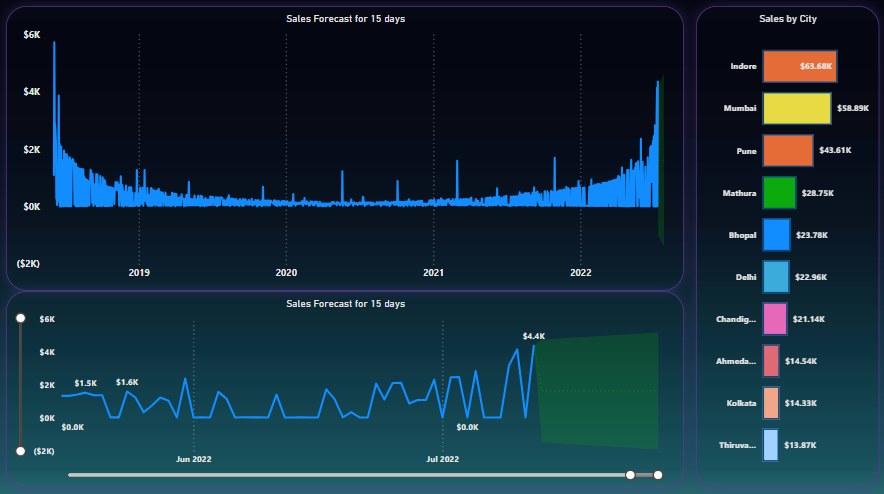 Sales Forecast for 15 days
$6K
$4K
$2K
$0K
($2K)
2019 2020 2021 2022
Sales Forecast for 15 days
$6K
$4K
$2K
$0K
($2K)
$1.5K $1.6K $4.4K
$0.0K $0.0K
Jun 2022 Jul 2022
Sales by City
Indore $63.68K
Mumbai $58.89K
Pune $43.61K
Mathura $28.75K
Bhopal $23.78K
Delhi $22.96K
Chandig... $21.14K
Ahmeda... $14.54K
Kolkata $14.33K
Thiruva... $13.87K